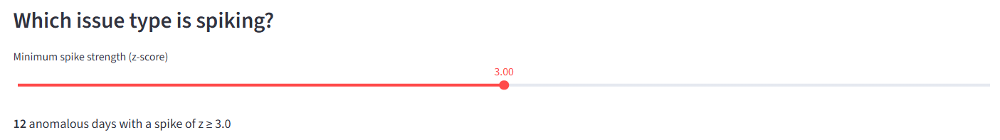 Which issue type is spiking?
Minimum spike strength (z-score)
3.00
12 anomalous days with a spike of z ≥ 3.0